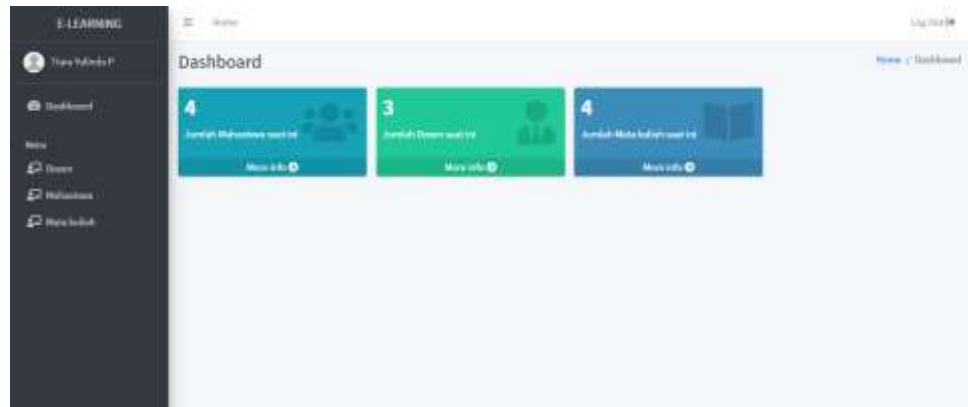 E-LEARNING
Home
Log Out
Dashboard
Home / Dashboard
Dashboard
4
Jumlah Mahasiswa saat ini
More info
3
Jumlah Dosen saat ini
More info
4
Jumlah Mata kuliah saat ini
More info
Menu
Dosen
Mahasiswa
Mata kuliah